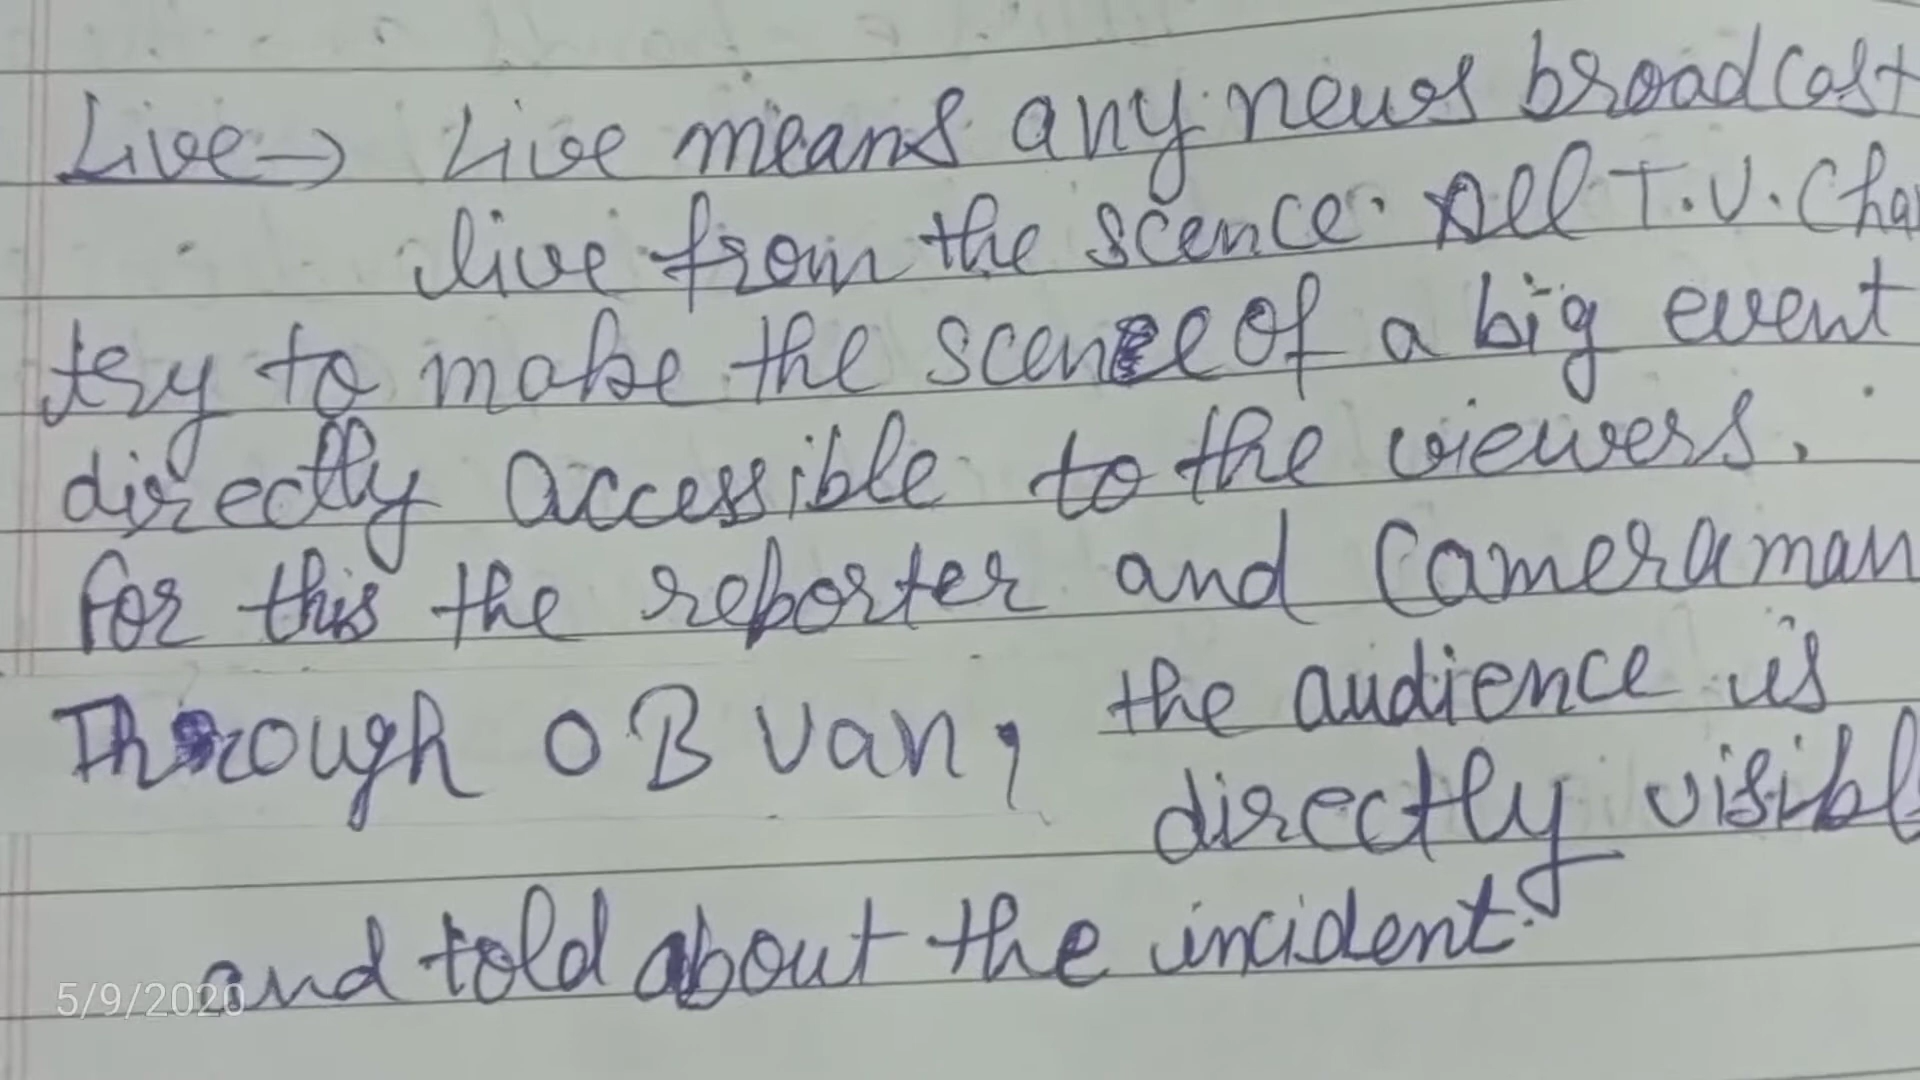 Live → Live means any news broadcast
live from the scence. All T.V. Cha
try to make the scene of a big event
directly accessible to the viewers.
for this the reporter and Cameraman
Through OB van, the audience is
directly visibl
and told about the incident.
5/9/2020